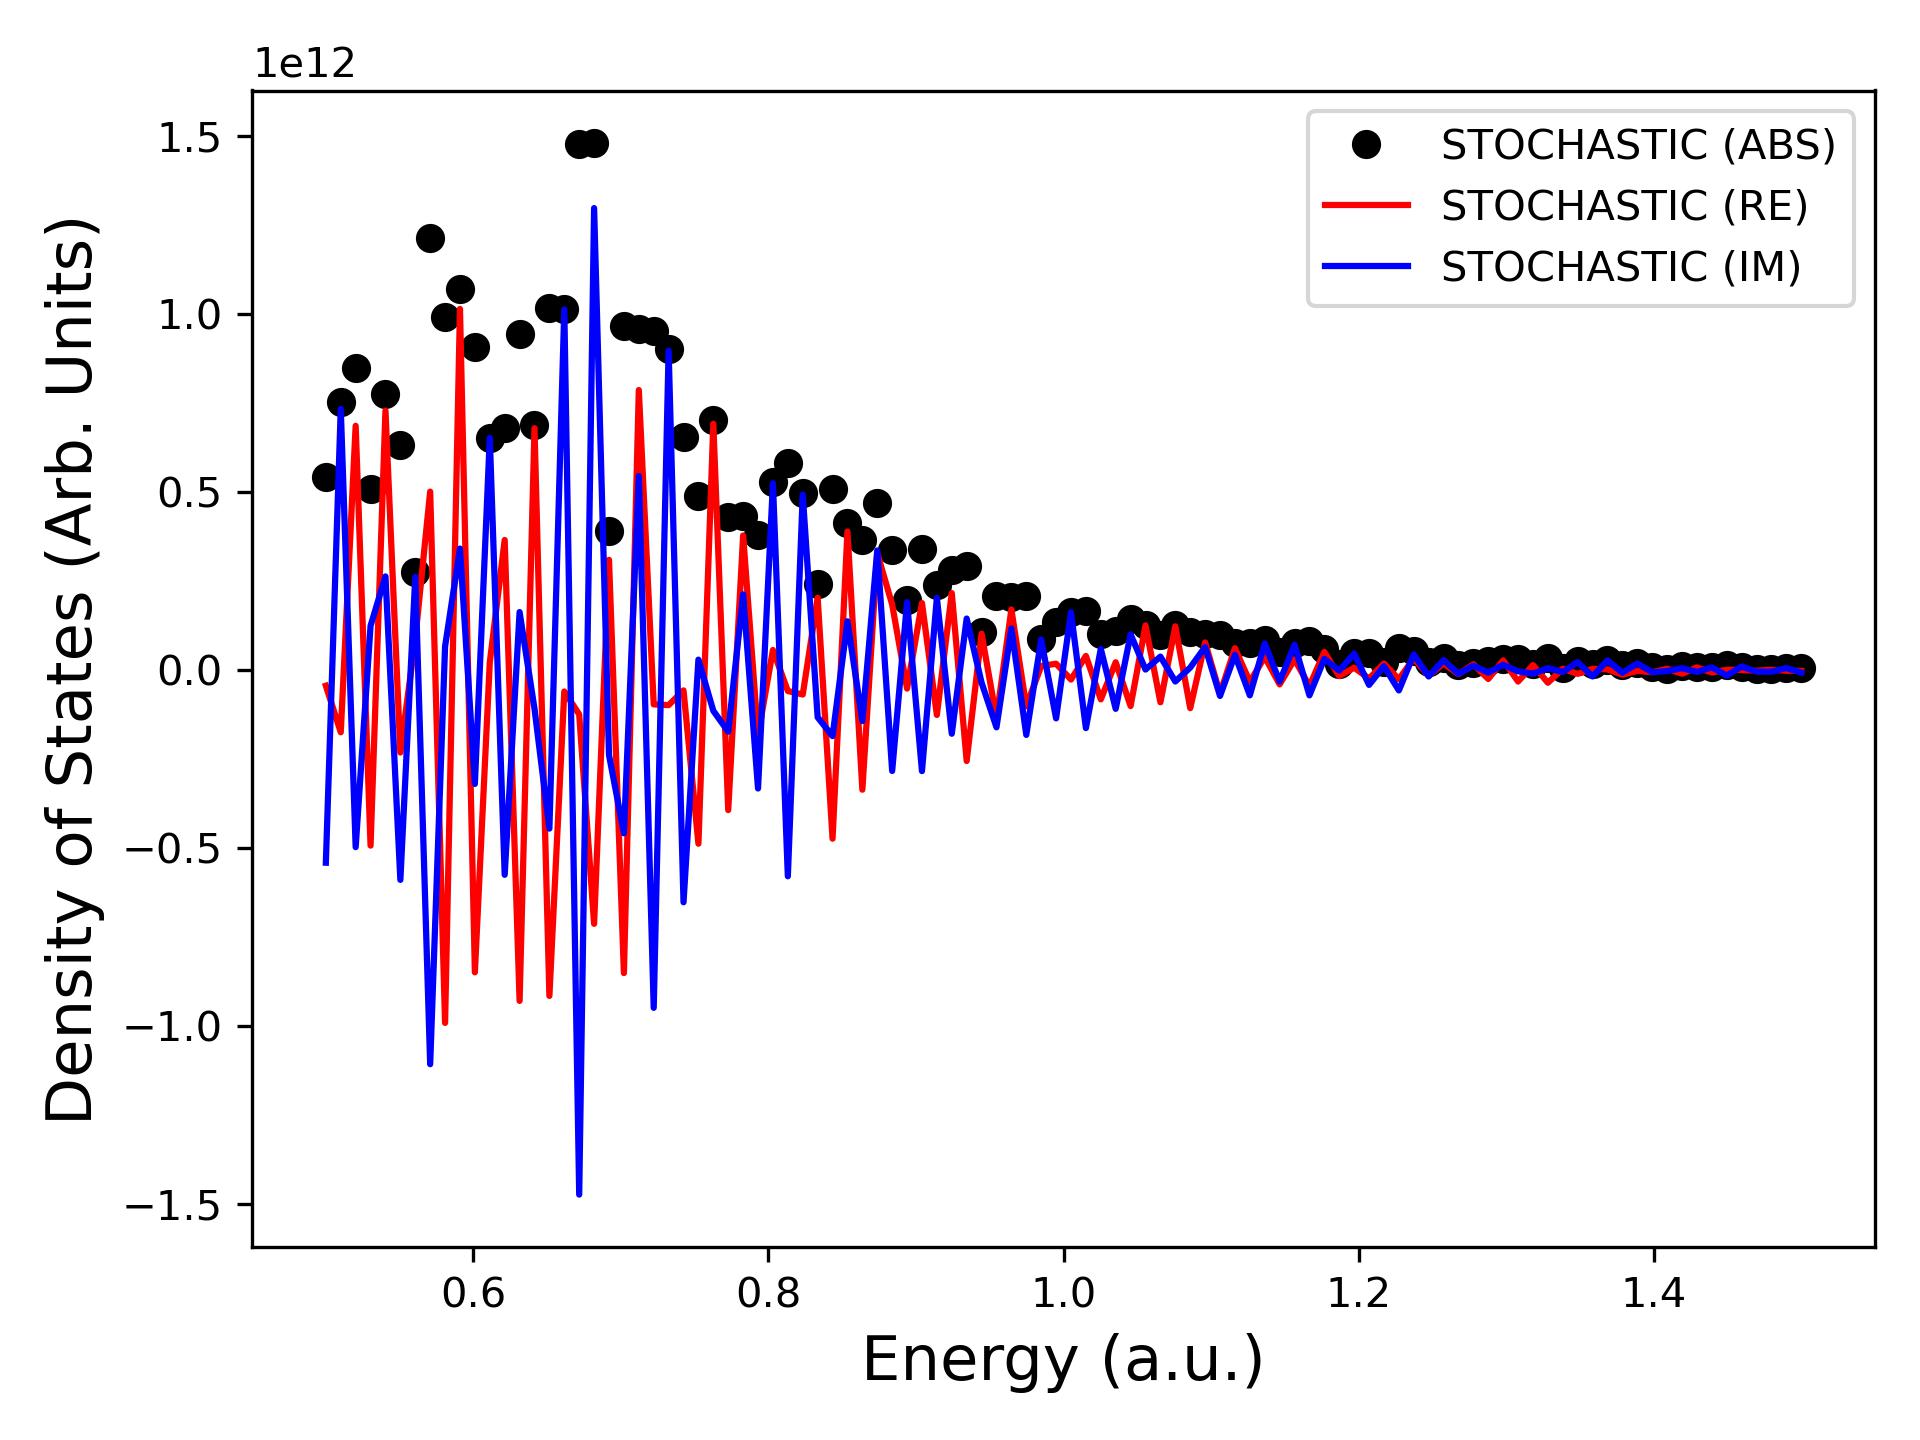 1e12
1.5
1.0
0.5
0.0
−0.5
−1.0
−1.5
Density of States (Arb. Units)
STOCHASTIC (ABS)
STOCHASTIC (RE)
STOCHASTIC (IM)
0.6 0.8 1.0 1.2 1.4
Energy (a.u.)